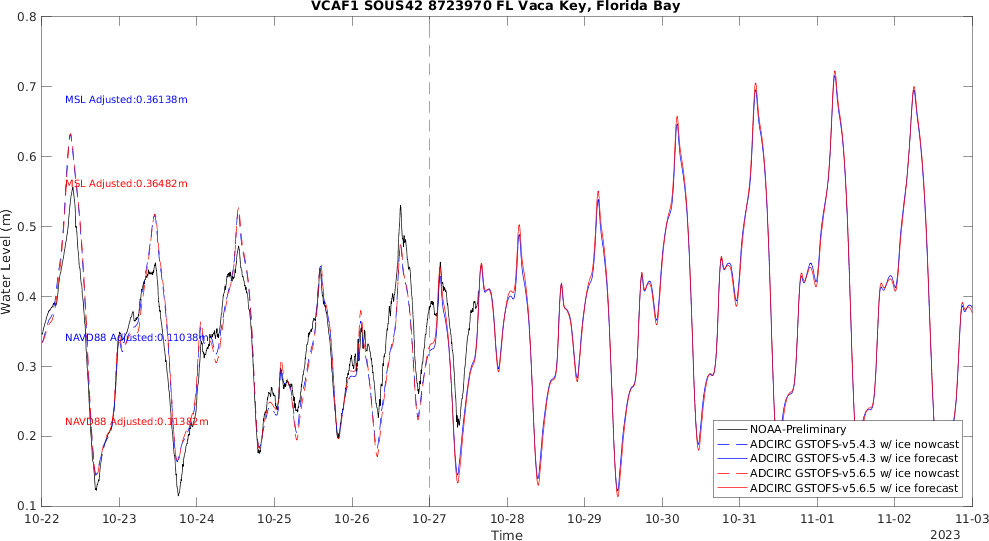 VCAF1 SOUS42 8723970 FL Vaca Key, Florida Bay
Water Level (m)
0.8
0.7
0.6
0.5
0.4
0.3
0.2
0.1
MSL Adjusted:0.36138m
MSL Adjusted:0.36482m
NAVD88 Adjusted:0.11038m
NAVD88 Adjusted:0.11382m
NOAA-Preliminary
ADCIRC GSTOFS-v5.4.3 w/ ice nowcast
ADCIRC GSTOFS-v5.4.3 w/ ice forecast
ADCIRC GSTOFS-v5.6.5 w/ ice nowcast
ADCIRC GSTOFS-v5.6.5 w/ ice forecast
10-22 10-23 10-24 10-25 10-26 10-27 10-28 10-29 10-30 10-31 11-01 11-02 11-03
Time
2023